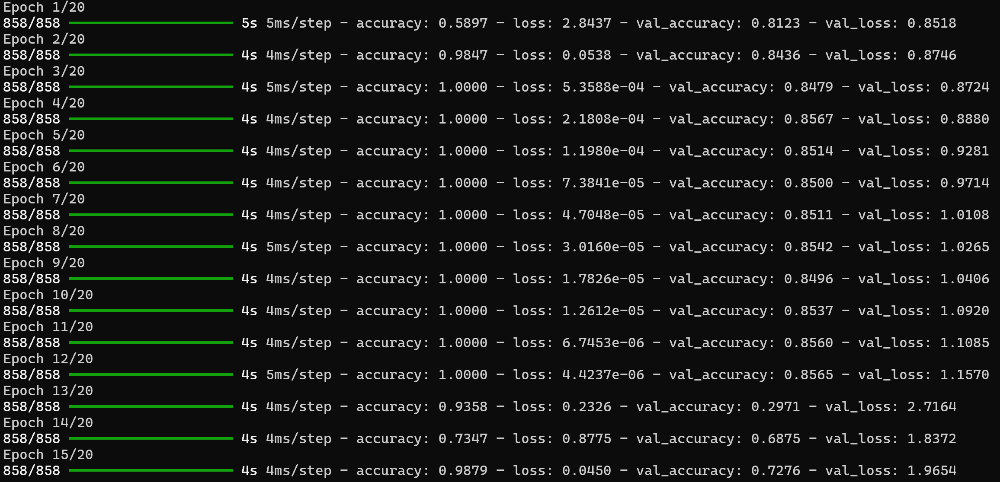 Epoch 1/20
858/858 ━━━━━━━━━━━━━━━━━━━━ 5s 5ms/step - accuracy: 0.5897 - loss: 2.8437 - val_accuracy: 0.8123 - val_loss: 0.8518
Epoch 2/20
858/858 ━━━━━━━━━━━━━━━━━━━━ 4s 4ms/step - accuracy: 0.9847 - loss: 0.0538 - val_accuracy: 0.8436 - val_loss: 0.8746
Epoch 3/20
858/858 ━━━━━━━━━━━━━━━━━━━━ 4s 5ms/step - accuracy: 1.0000 - loss: 5.3588e-04 - val_accuracy: 0.8479 - val_loss: 0.8724
Epoch 4/20
858/858 ━━━━━━━━━━━━━━━━━━━━ 4s 4ms/step - accuracy: 1.0000 - loss: 2.1808e-04 - val_accuracy: 0.8567 - val_loss: 0.8880
Epoch 5/20
858/858 ━━━━━━━━━━━━━━━━━━━━ 4s 4ms/step - accuracy: 1.0000 - loss: 1.1980e-04 - val_accuracy: 0.8514 - val_loss: 0.9281
Epoch 6/20
858/858 ━━━━━━━━━━━━━━━━━━━━ 4s 4ms/step - accuracy: 1.0000 - loss: 7.3841e-05 - val_accuracy: 0.8500 - val_loss: 0.9714
Epoch 7/20
858/858 ━━━━━━━━━━━━━━━━━━━━ 4s 4ms/step - accuracy: 1.0000 - loss: 4.7048e-05 - val_accuracy: 0.8511 - val_loss: 1.0108
Epoch 8/20
858/858 ━━━━━━━━━━━━━━━━━━━━ 4s 5ms/step - accuracy: 1.0000 - loss: 3.0160e-05 - val_accuracy: 0.8542 - val_loss: 1.0265
Epoch 9/20
858/858 ━━━━━━━━━━━━━━━━━━━━ 4s 4ms/step - accuracy: 1.0000 - loss: 1.7826e-05 - val_accuracy: 0.8496 - val_loss: 1.0406
Epoch 10/20
858/858 ━━━━━━━━━━━━━━━━━━━━ 4s 4ms/step - accuracy: 1.0000 - loss: 1.2612e-05 - val_accuracy: 0.8537 - val_loss: 1.0920
Epoch 11/20
858/858 ━━━━━━━━━━━━━━━━━━━━ 4s 4ms/step - accuracy: 1.0000 - loss: 6.7453e-06 - val_accuracy: 0.8560 - val_loss: 1.1085
Epoch 12/20
858/858 ━━━━━━━━━━━━━━━━━━━━ 4s 5ms/step - accuracy: 1.0000 - loss: 4.4237e-06 - val_accuracy: 0.8565 - val_loss: 1.1570
Epoch 13/20
858/858 ━━━━━━━━━━━━━━━━━━━━ 4s 4ms/step - accuracy: 0.9358 - loss: 0.2326 - val_accuracy: 0.2971 - val_loss: 2.7164
Epoch 14/20
858/858 ━━━━━━━━━━━━━━━━━━━━ 4s 4ms/step - accuracy: 0.7347 - loss: 0.8775 - val_accuracy: 0.6875 - val_loss: 1.8372
Epoch 15/20
858/858 ━━━━━━━━━━━━━━━━━━━━ 4s 4ms/step - accuracy: 0.9879 - loss: 0.0450 - val_accuracy: 0.7276 - val_loss: 1.9654